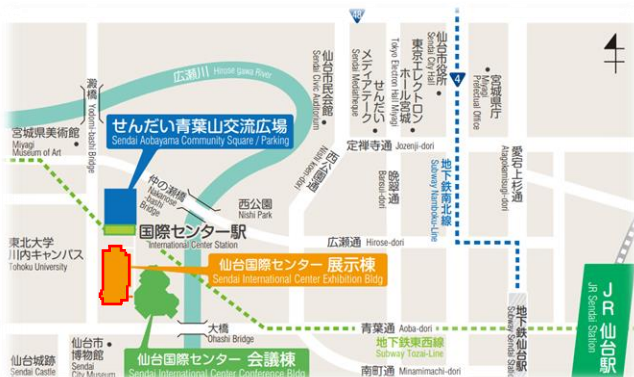 48
広瀬川 Hirose gawa River
澱橋 Yodomi-bashi Bridge
宮城県美術館
Miyagi
Museum of Art
せんだい青葉山交流広場
Sendai Aobayama Community Square / Parking
仙台市民会館
Sendai Civic Auditorium
せんだい
メディアテーク
Sendai Mediatheque
東京エレクトロン
ホール宮城
Tokyo Electron Hall Miyagi
仙台市役所
Sendai City Hall
4
宮城県庁
Miyagi
Prefectual Office
定禅寺通 Jozenji-dori
西公園通
Nishi koen-dori
晩翠通
Bansui-dori
地下鉄南北線
Subway Namboku-Line
愛宕上杉通
Atagokamisugi-dori
仲の瀬橋
Nakanose-bashi
Bridge
西公園
Nishi Park
国際センター駅
International Center Station
広瀬通 Hirose-dori
東北大学
川内キャンパス
Tohoku University
仙台国際センター 展示棟
Sendai International Center Exhibition Bldg
JR 仙台駅
JR Sendai Station
地下鉄仙台駅
Subway Sendai Station
大橋
Ohashi Bridge
青葉通 Aoba-dori
地下鉄東西線
Subway Tozai-Line
仙台城跡
Sendai Castle
仙台市
博物館
Sendai
City Museum
仙台国際センター 会議棟
Sendai International Center Conference Bldg
南町通 Minamimachi-dori